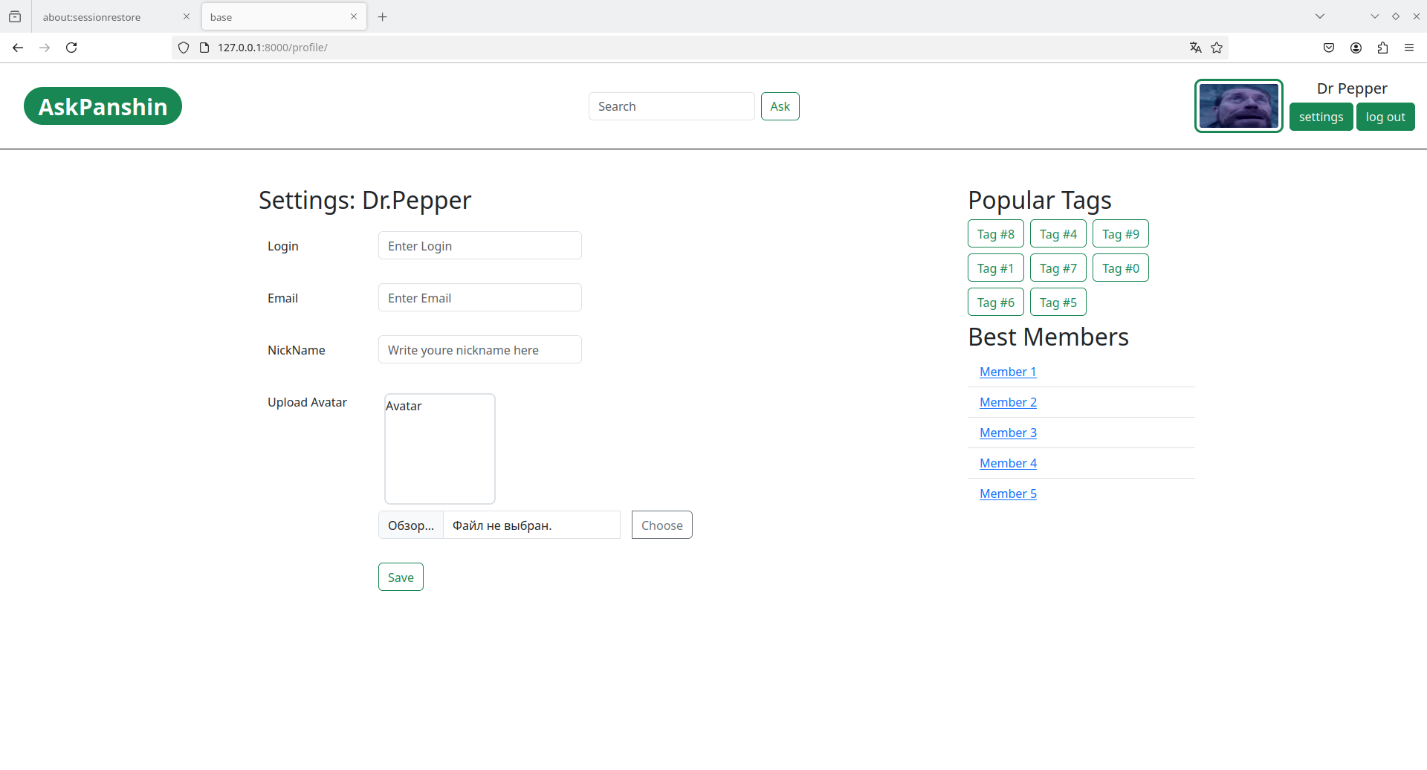 about:sessionrestore
base
127.0.0.1:8000/profile/
AskPanshin
Search
Ask
Dr Pepper
settings
log out
Settings: Dr.Pepper
Login
Enter Login
Email
Enter Email
NickName
Write youre nickname here
Upload Avatar
Avatar
Обзор...
Файл не выбран.
Choose
Save
Popular Tags
Tag #8
Tag #4
Tag #9
Tag #1
Tag #7
Tag #0
Tag #6
Tag #5
Best Members
Member 1
Member 2
Member 3
Member 4
Member 5